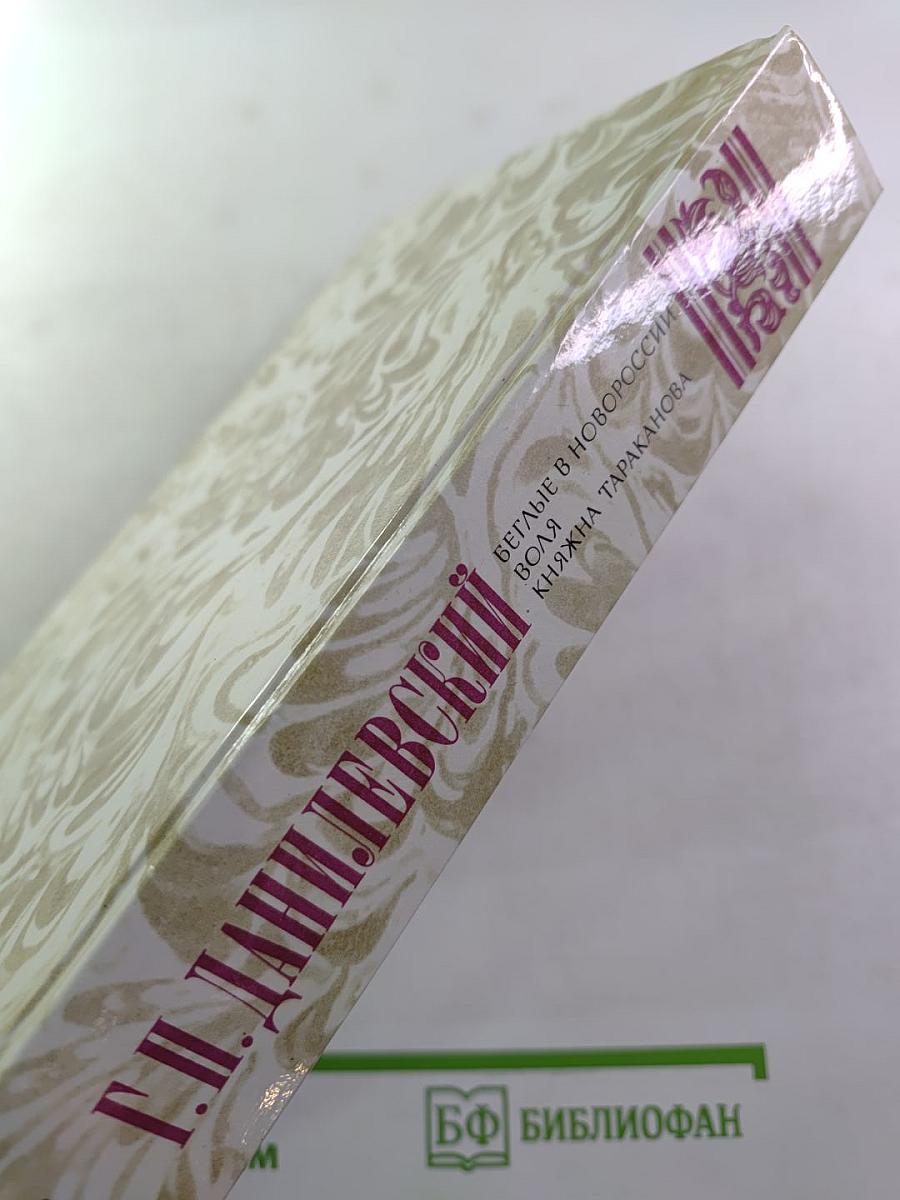 Г.П. ДАНИЛЕВСКИЙ
БЕГЛЫЕ В НОВОРОССИИ
ВОЛЯ
КНЯЖНА ТАРАКАНОВА
БФ БИБЛИОФАН